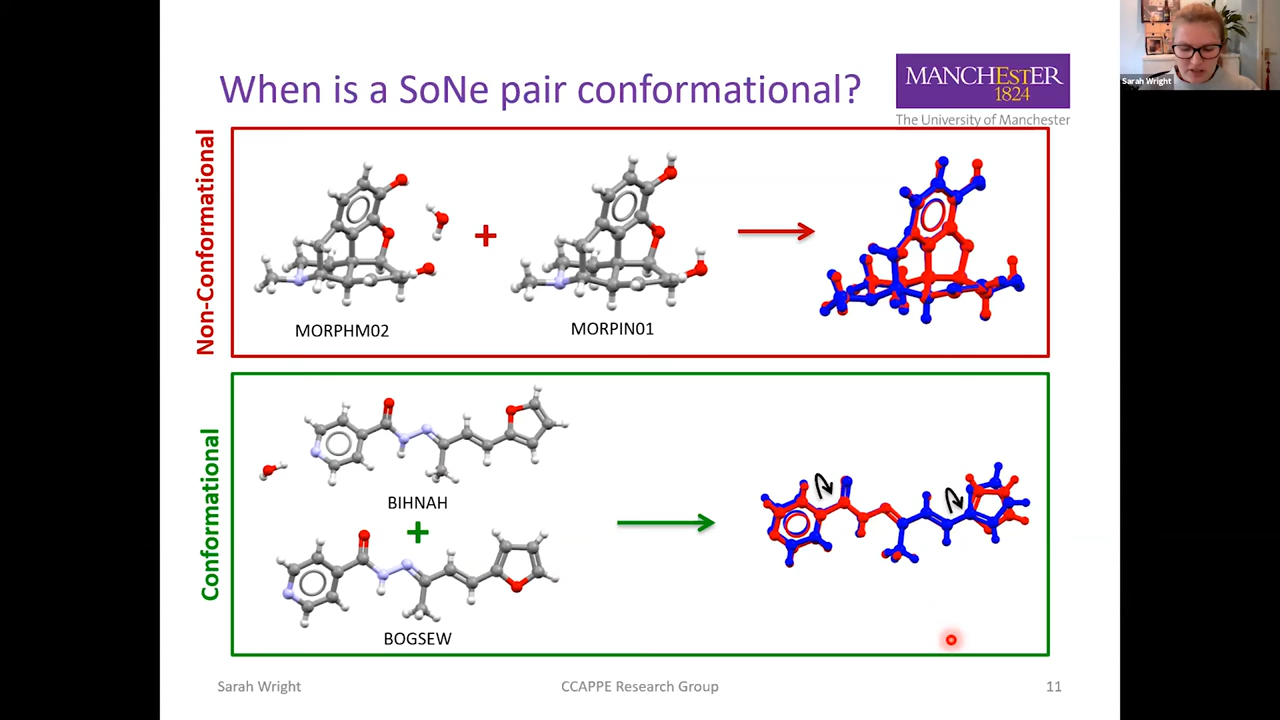 When is a SoNe pair conformational?
MANCHEstER
1824
The University of Manchester
Sarah Wright
Non-Conformational
MORPHM02
MORPIN01
Conformational
BIHNAH
BOGSEW
Sarah Wright
CCAPPE Research Group
11